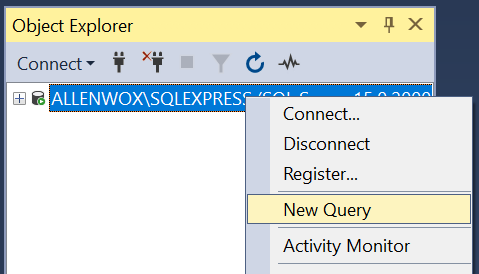 Object Explorer
Connect
ALLENWOX\SQLEXPRESS
Connect...
Disconnect
Register...
New Query
Activity Monitor